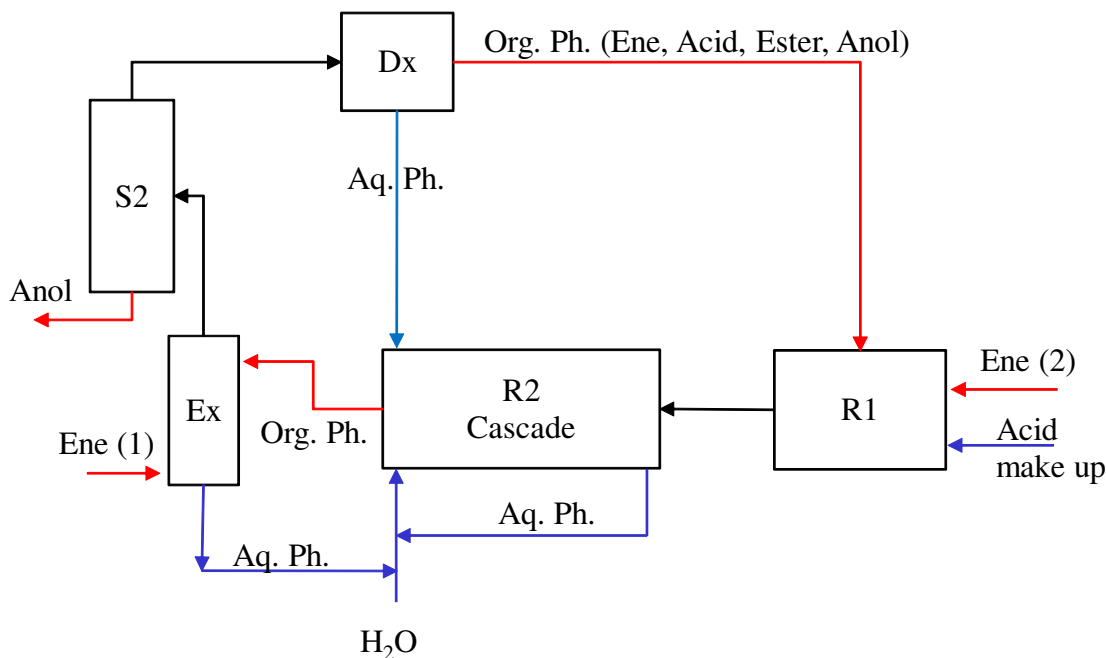 Dx
Org. Ph. (Ene, Acid, Ester, Anol)
Aq. Ph.
S2
Anol
Ex
Ene (1)
Org. Ph.
R2
Cascade
R1
Ene (2)
Acid
make up
Aq. Ph.
Aq. Ph.
H₂O